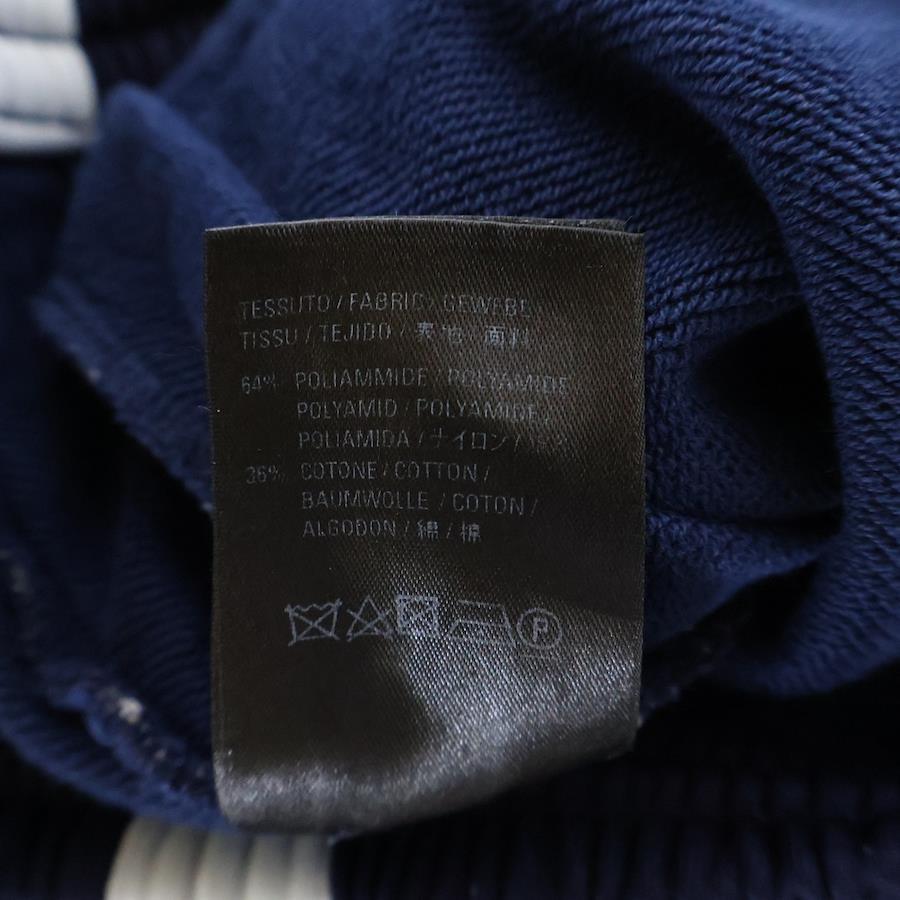 TESSUTO / FABRIC / GEWEBE
TISSU / TEJIDO / 表地 / 面料
64% POLIAMMIDE / POLYAMIDE
POLYAMID / POLYAMIDE /
POLIAMIDA / ナイロン /
36% COTONE / COTTON /
BAUMWOLLE / COTON /
ALGODON / 綿 / 棉
P